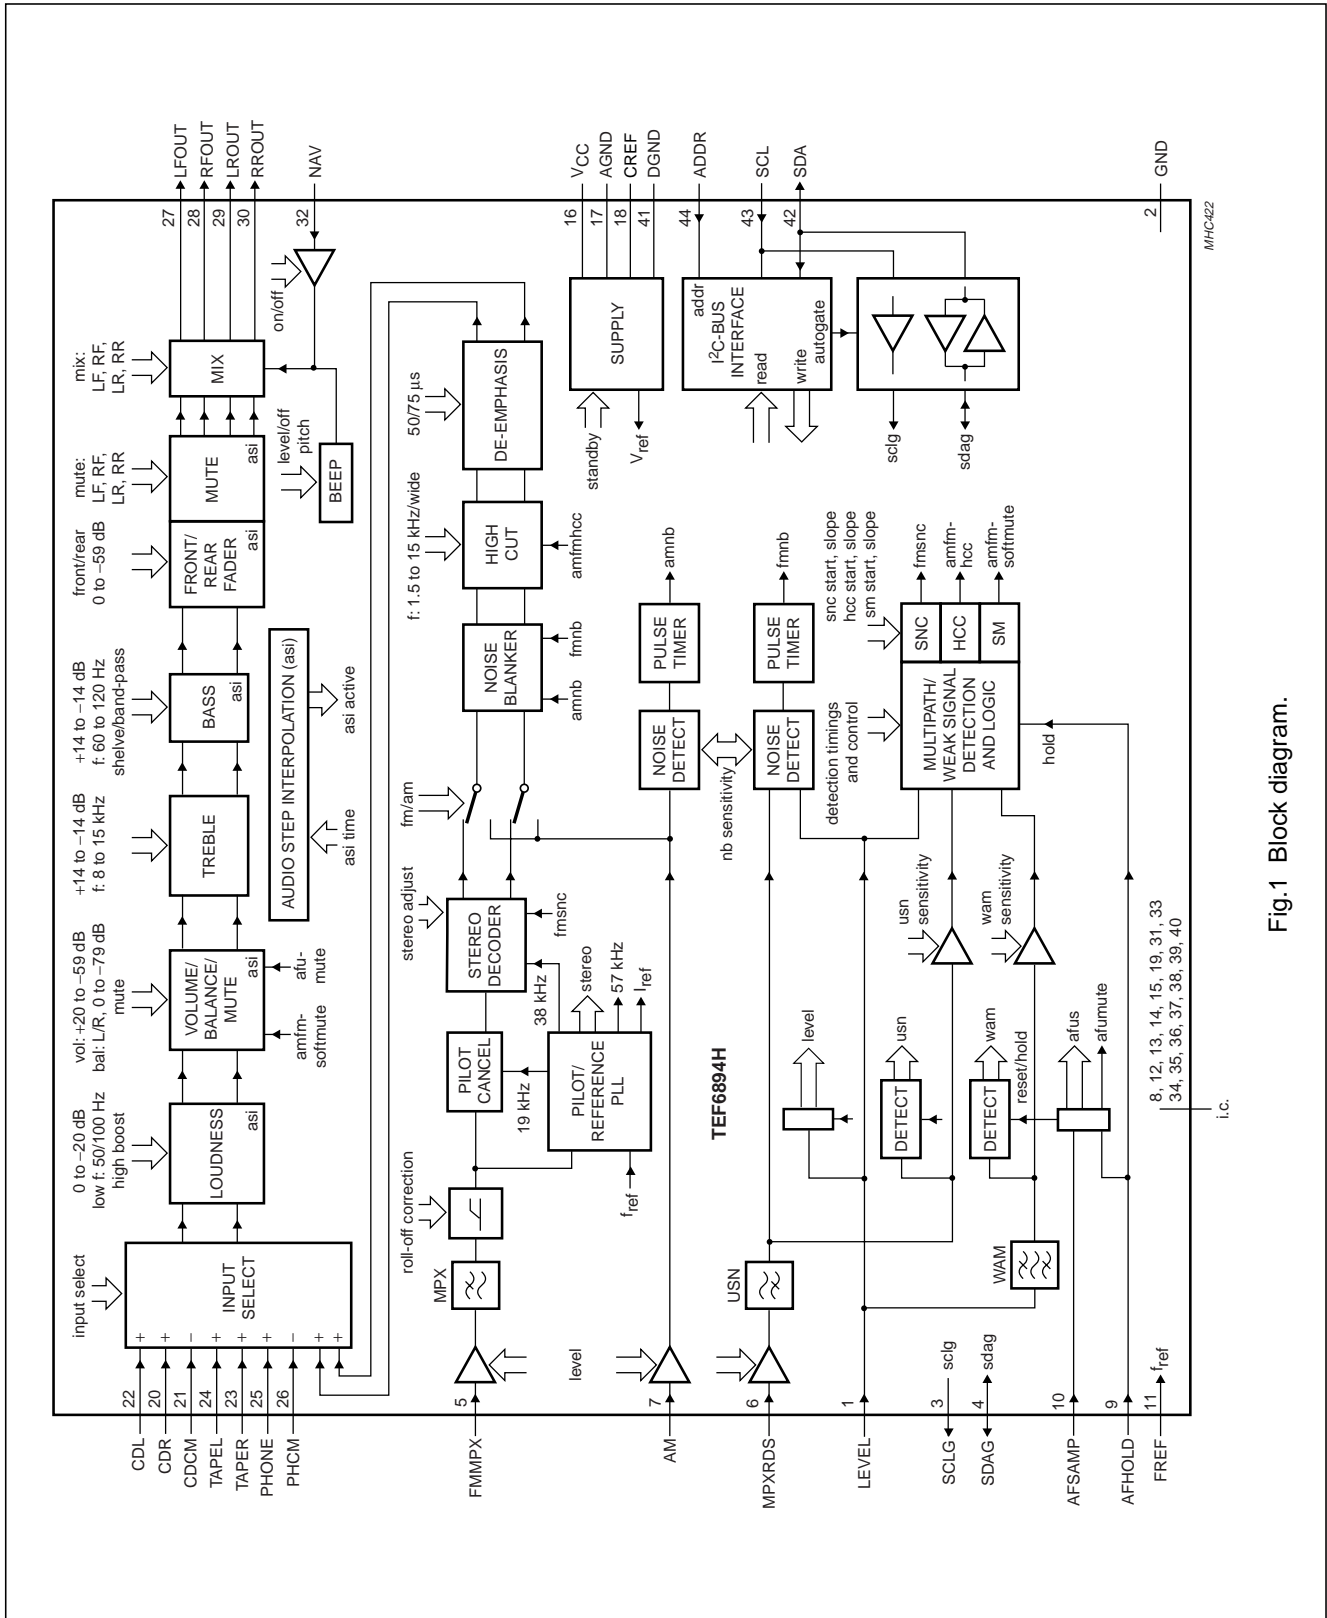 CDL
CDR
CDCM
TAPEL
TAPER
PHONE
PHCM
22
20
21
24
23
25
26
+
+
−
+
+
+
−
+
+
input select
INPUT
SELECT
0 to −20 dB
low f: 50/100 Hz
high boost
LOUDNESS
asi
vol: +20 to −59 dB
bal: L/R, 0 to −79 dB
mute
VOLUME/
BALANCE/
MUTE
asi
amfm-
softmute
afu-
mute
+14 to −14 dB
f: 8 to 15 kHz
TREBLE
+14 to −14 dB
f: 60 to 120 Hz
shelve/band-pass
BASS
asi
AUDIO STEP INTERPOLATION (asi)
asi time
asi active
front/rear
0 to −59 dB
FRONT/
REAR
FADER
asi
mute:
LF, RF,
LR, RR
MUTE
asi
level/off
pitch
BEEP
mix:
LF, RF,
LR, RR
MIX
on/off
27
28
29
30
32
LFOUT
RFOUT
LROUT
RROUT
NAV
FMMPX
5
level
MPX
roll-off correction
PILOT
CANCEL
19 kHz
PILOT/
REFERENCE
PLL
fref
38 kHz
stereo
57 kHz
Iref
stereo adjust
STEREO
DECODER
fmsnc
fm/am
NOISE
BLANKER
amnb
fmnb
f: 1.5 to 15 kHz/wide
HIGH
CUT
amfmhcc
50/75 µs
DE-EMPHASIS
standby
SUPPLY
Vref
16
17
18
41
VCC
AGND
CREF
DGND
addr
I2C-BUS
INTERFACE
read
write
autogate
44
43
42
ADDR
SCL
SDA
sclg
sdag
AM
7
NOISE
DETECT
PULSE
TIMER
amnb
nb sensitivity
MPXRDS
6
USN
NOISE
DETECT
PULSE
TIMER
fmnb
TEF6894H
LEVEL
1
level
DETECT
usn
usn
sensitivity
WAM
DETECT
wam
wam
sensitivity
reset/hold
detection timings
and control
MULTIPATH/
WEAK SIGNAL
DETECTION
AND LOGIC
hold
snc start, slope
hcc start, slope
sm start, slope
SNC
HCC
SM
fmsnc
amfm-
hcc
amfm-
softmute
SCLG
3
sclg
SDAG
4
sdag
AFSAMP
10
afus
afumute
AFHOLD
9
FREF
11
fref
8, 12, 13, 14, 15, 19, 31, 33
34, 35, 36, 37, 38, 39, 40
i.c.
2
GND
MHC422
Fig.1 Block diagram.